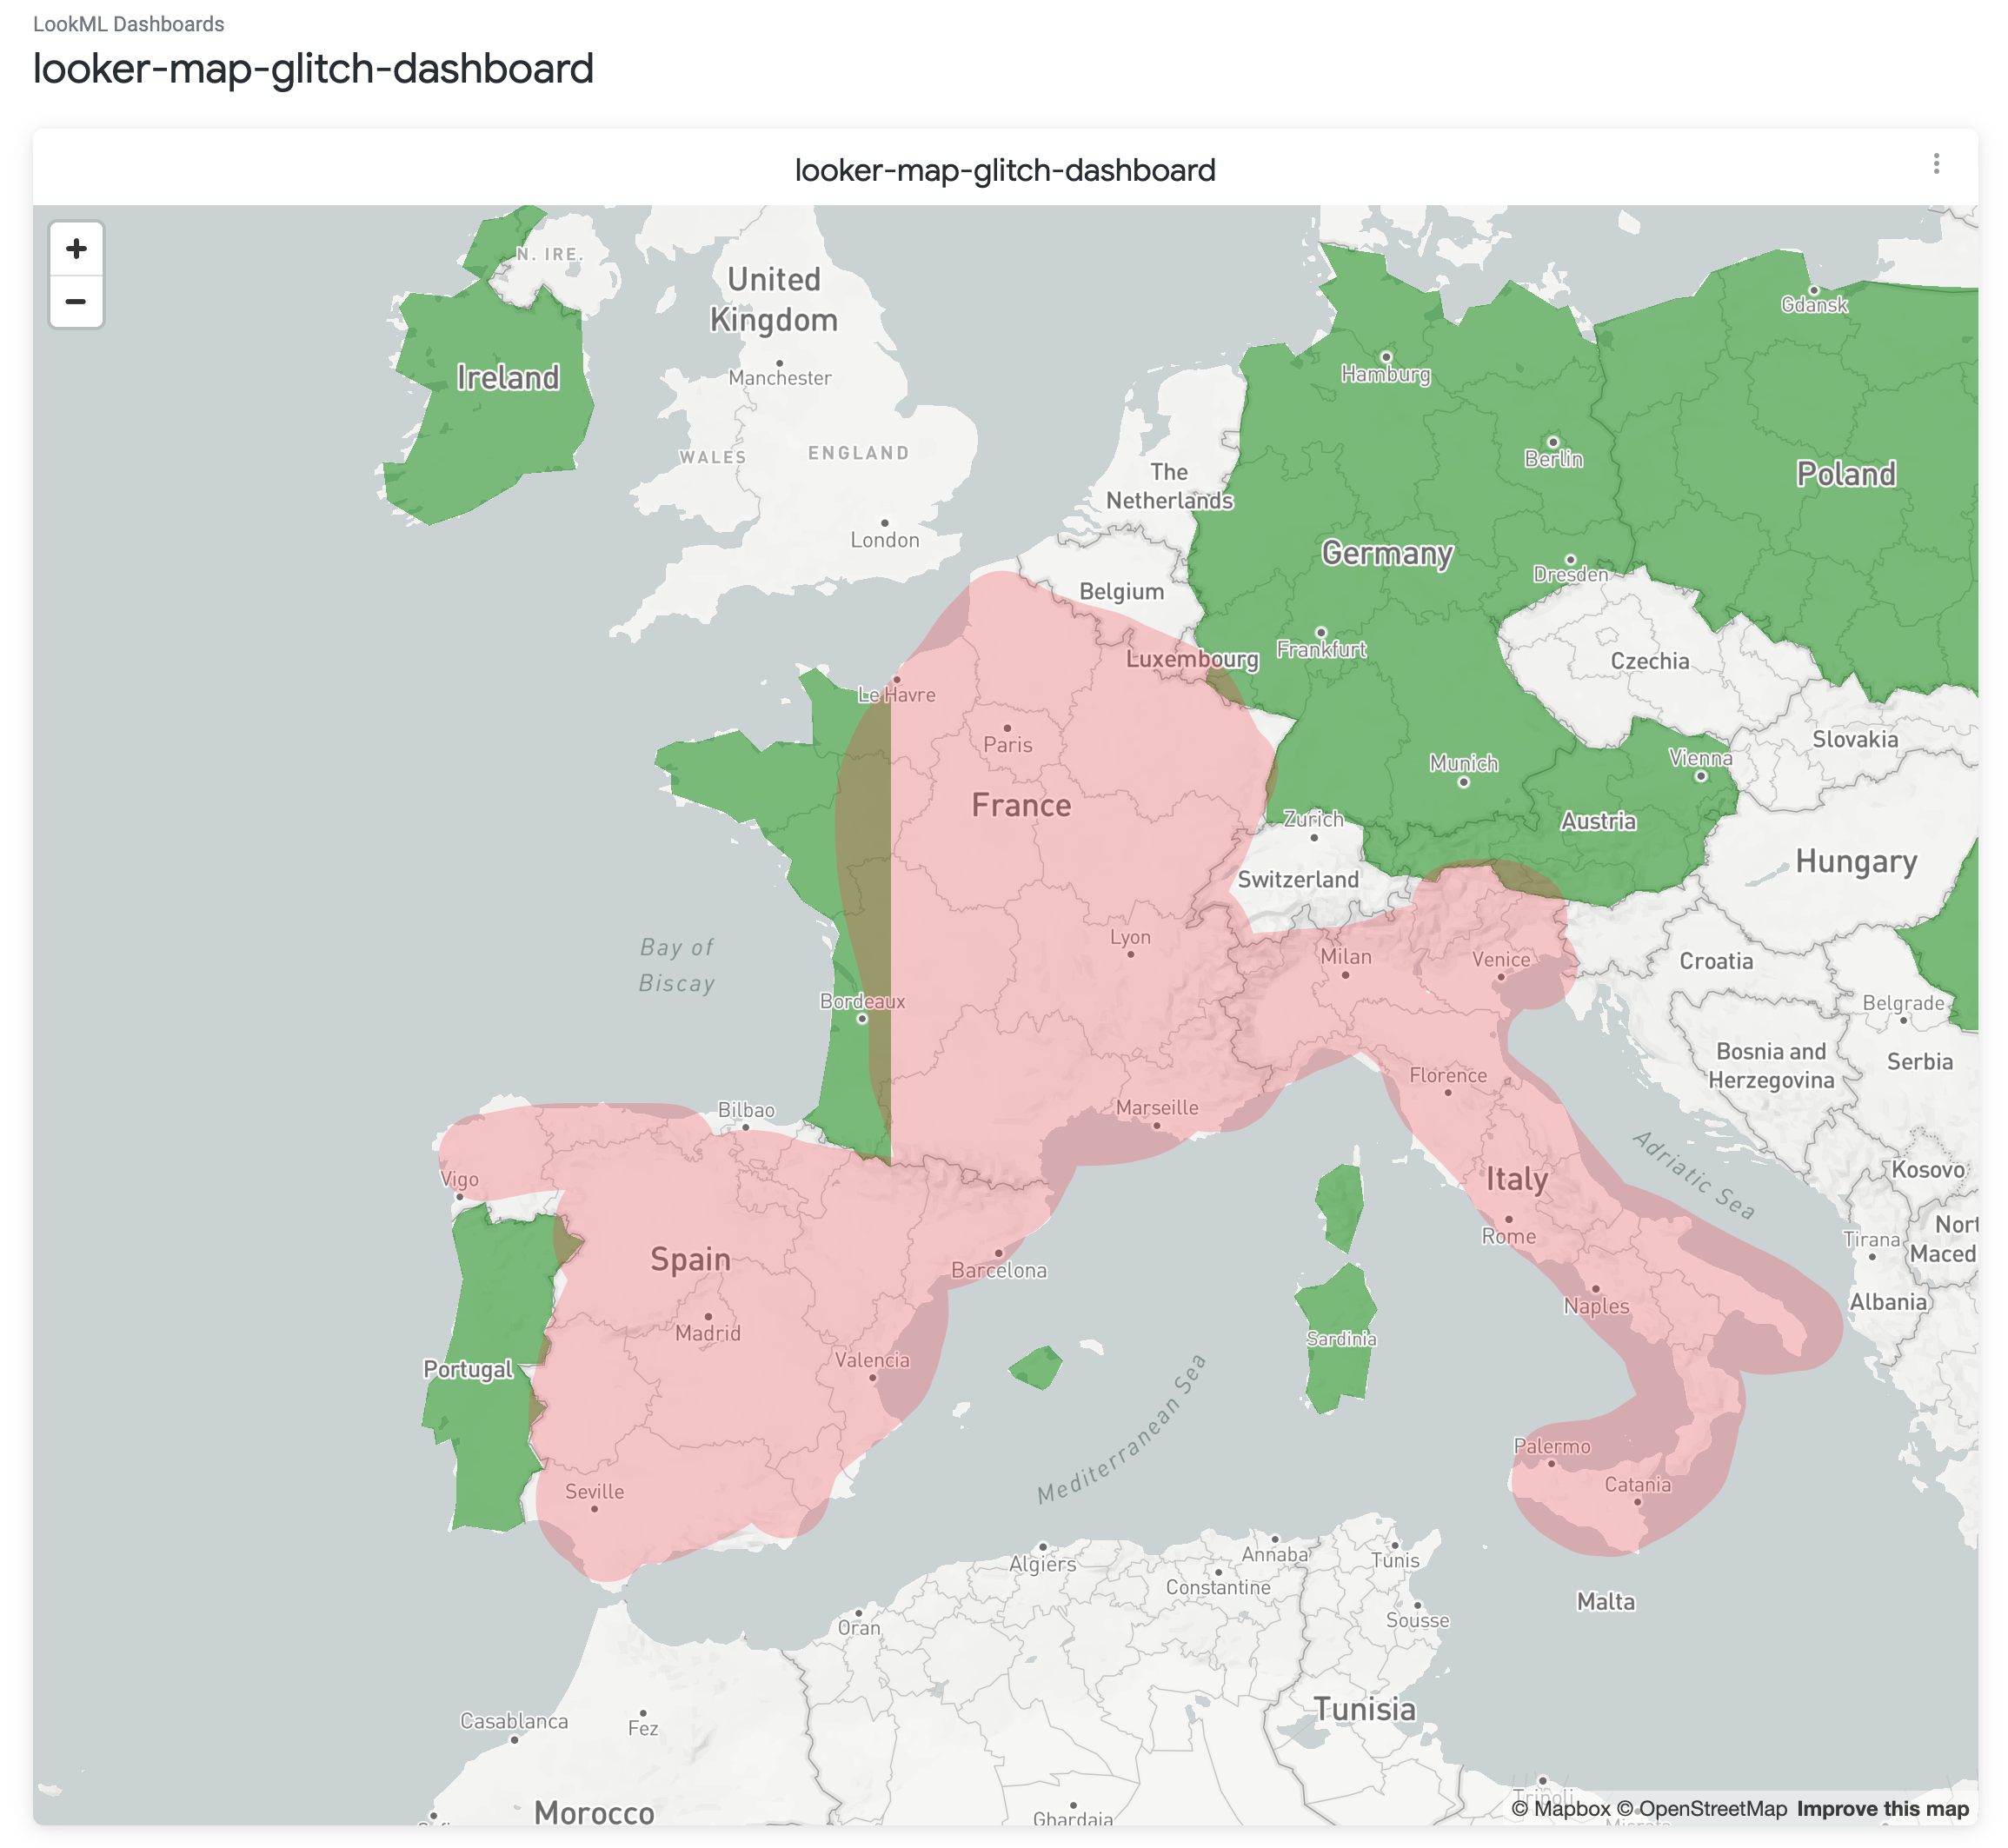 LookML Dashboards
looker-map-glitch-dashboard
looker-map-glitch-dashboard
+
−
N. IRE.
United
Kingdom
Ireland
Manchester
WALES
ENGLAND
London
The
Netherlands
Belgium
Luxembourg
Hamburg
Berlin
Germany
Dresden
Frankfurt
Munich
Gdansk
Poland
Czechia
Slovakia
Vienna
Austria
Hungary
Zurich
Switzerland
Le Havre
Paris
France
Lyon
Bordeaux
Marseille
Bay of
Biscay
Milan
Venice
Croatia
Belgrade
Bosnia and
Herzegovina
Serbia
Florence
Adriatic Sea
Kosovo
Italy
Rome
Naples
Tirana
Nort
Maced
Albania
Bilbao
Vigo
Spain
Barcelona
Madrid
Valencia
Portugal
Seville
Sardinia
Mediterranean Sea
Palermo
Catania
Malta
Algiers
Annaba
Constantine
Tunis
Sousse
Oran
Tunisia
Casablanca
Fez
Morocco
Ghardaia
Tripoli
© Mapbox © OpenStreetMap Improve this map